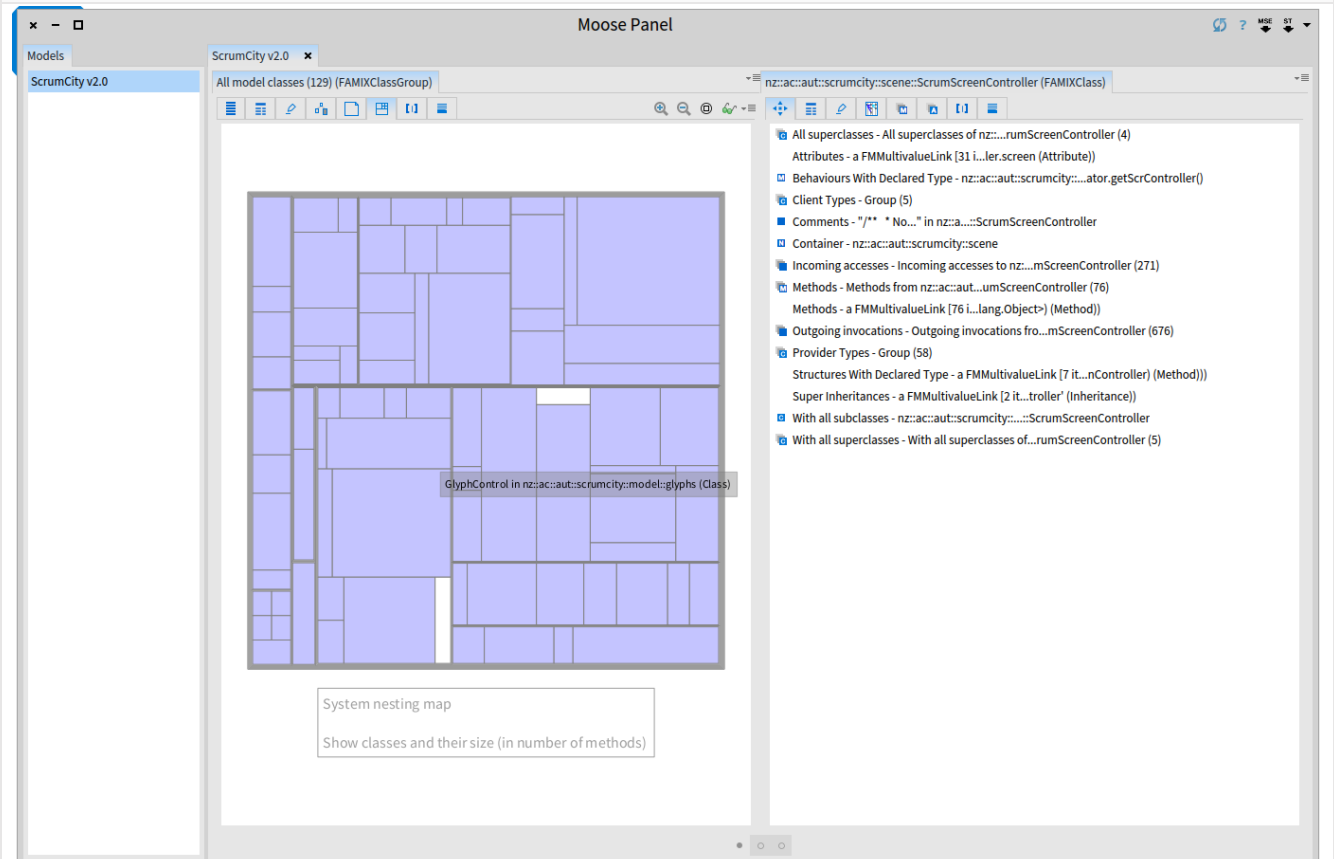 Moose Panel
?
MSE
ST
Models
ScrumCity v2.0
ScrumCity v2.0
All model classes (129) (FAMIXClassGroup)
nz::ac::aut::scrumcity::scene::ScrumScreenController (FAMIXClass)
All superclasses - All superclasses of nz::...rumScreenController (4)
Attributes - a FMMultivalueLink [31 i...ler.screen (Attribute))
Behaviours With Declared Type - nz::ac::aut::scrumcity::...ator.getScrController()
Client Types - Group (5)
Comments - "/** * No..." in nz::a...::ScrumScreenController
Container - nz::ac::aut::scrumcity::scene
Incoming accesses - Incoming accesses to nz:...mScreenController (271)
Methods - Methods from nz::ac::aut...umScreenController (76)
Methods - a FMMultivalueLink [76 i...lang.Object>) (Method))
Outgoing invocations - Outgoing invocations fro...mScreenController (676)
Provider Types - Group (58)
Structures With Declared Type - a FMMultivalueLink [7 it...nController) (Method)))
Super Inheritances - a FMMultivalueLink [2 it...troller' (Inheritance))
With all subclasses - nz::ac::aut::scrumcity::...::ScrumScreenController
With all superclasses - With all superclasses of...rumScreenController (5)
GlyphControl in nz::ac::aut::scrumcity::model::glyphs (Class)
System nesting map
Show classes and their size (in number of methods)